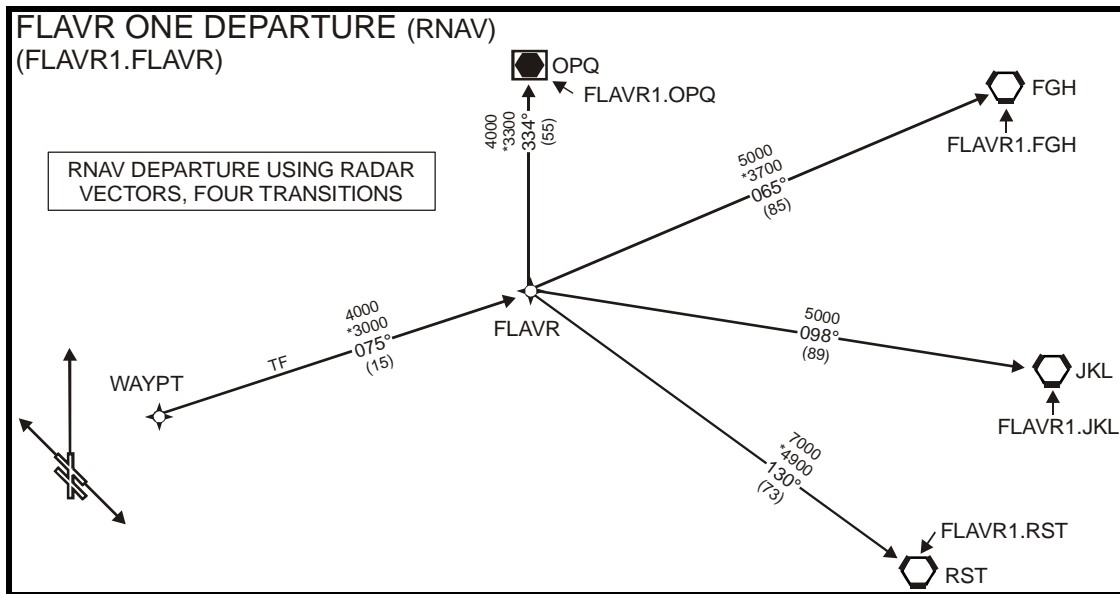 FLAVR ONE DEPARTURE (RNAV)
(FLAVR1.FLAVR)
RNAV DEPARTURE USING RADAR
VECTORS, FOUR TRANSITIONS
OPQ
FLAVR1.OPQ
4000
*3300
334°
(55)
FGH
FLAVR1.FGH
5000
*3700
065°
(85)
FLAVR
4000
*3000
075°
(15)
TF
WAYPT
5000
098°
(89)
JKL
FLAVR1.JKL
7000
*4900
130°
(73)
FLAVR1.RST
RST